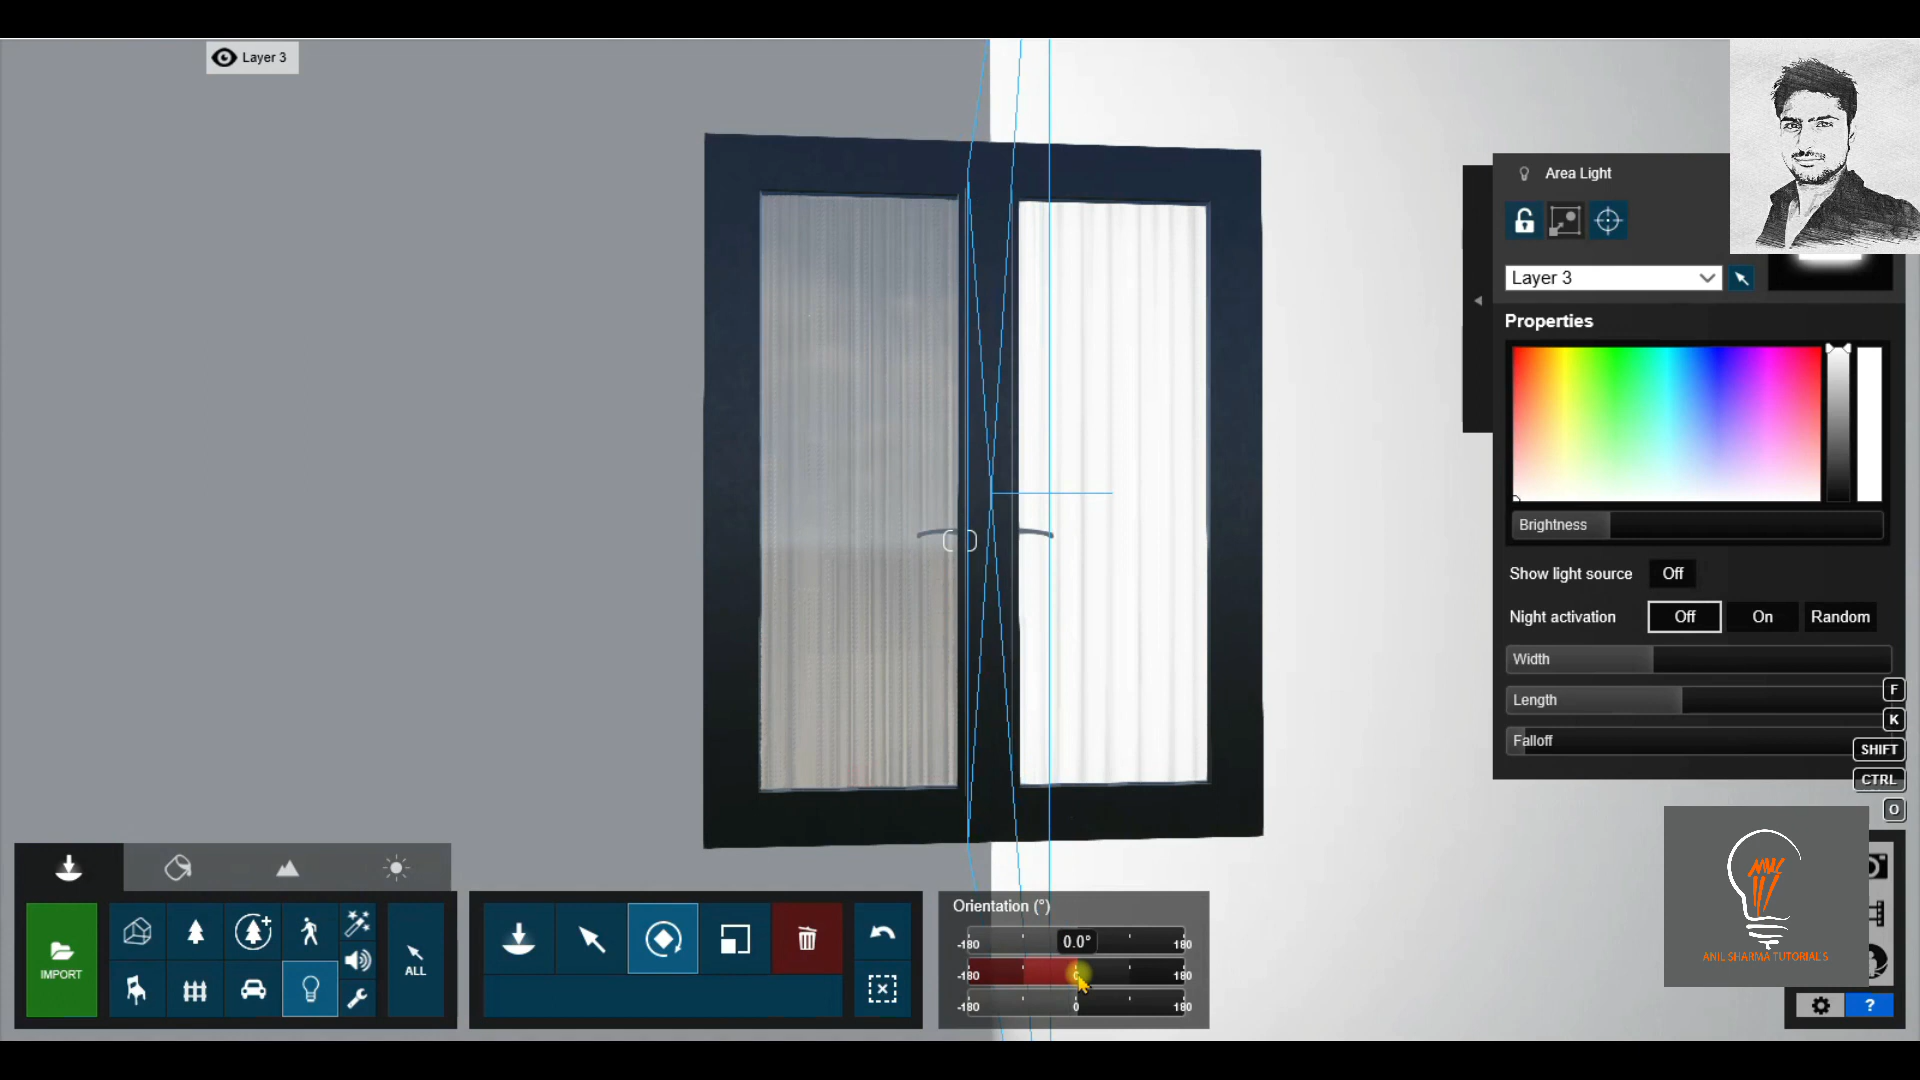 Layer 3
Area Light
Layer 3
Properties
Brightness
Show light source Off
Night activation Off On Random
Width
Length
Falloff
F
K
SHIFT
CTRL
O
ANIL SHARMA TUTORIALS
IMPORT
ALL
Orientation (°)
-180 0.0° 180
-180 0 180
-180 0 180
?